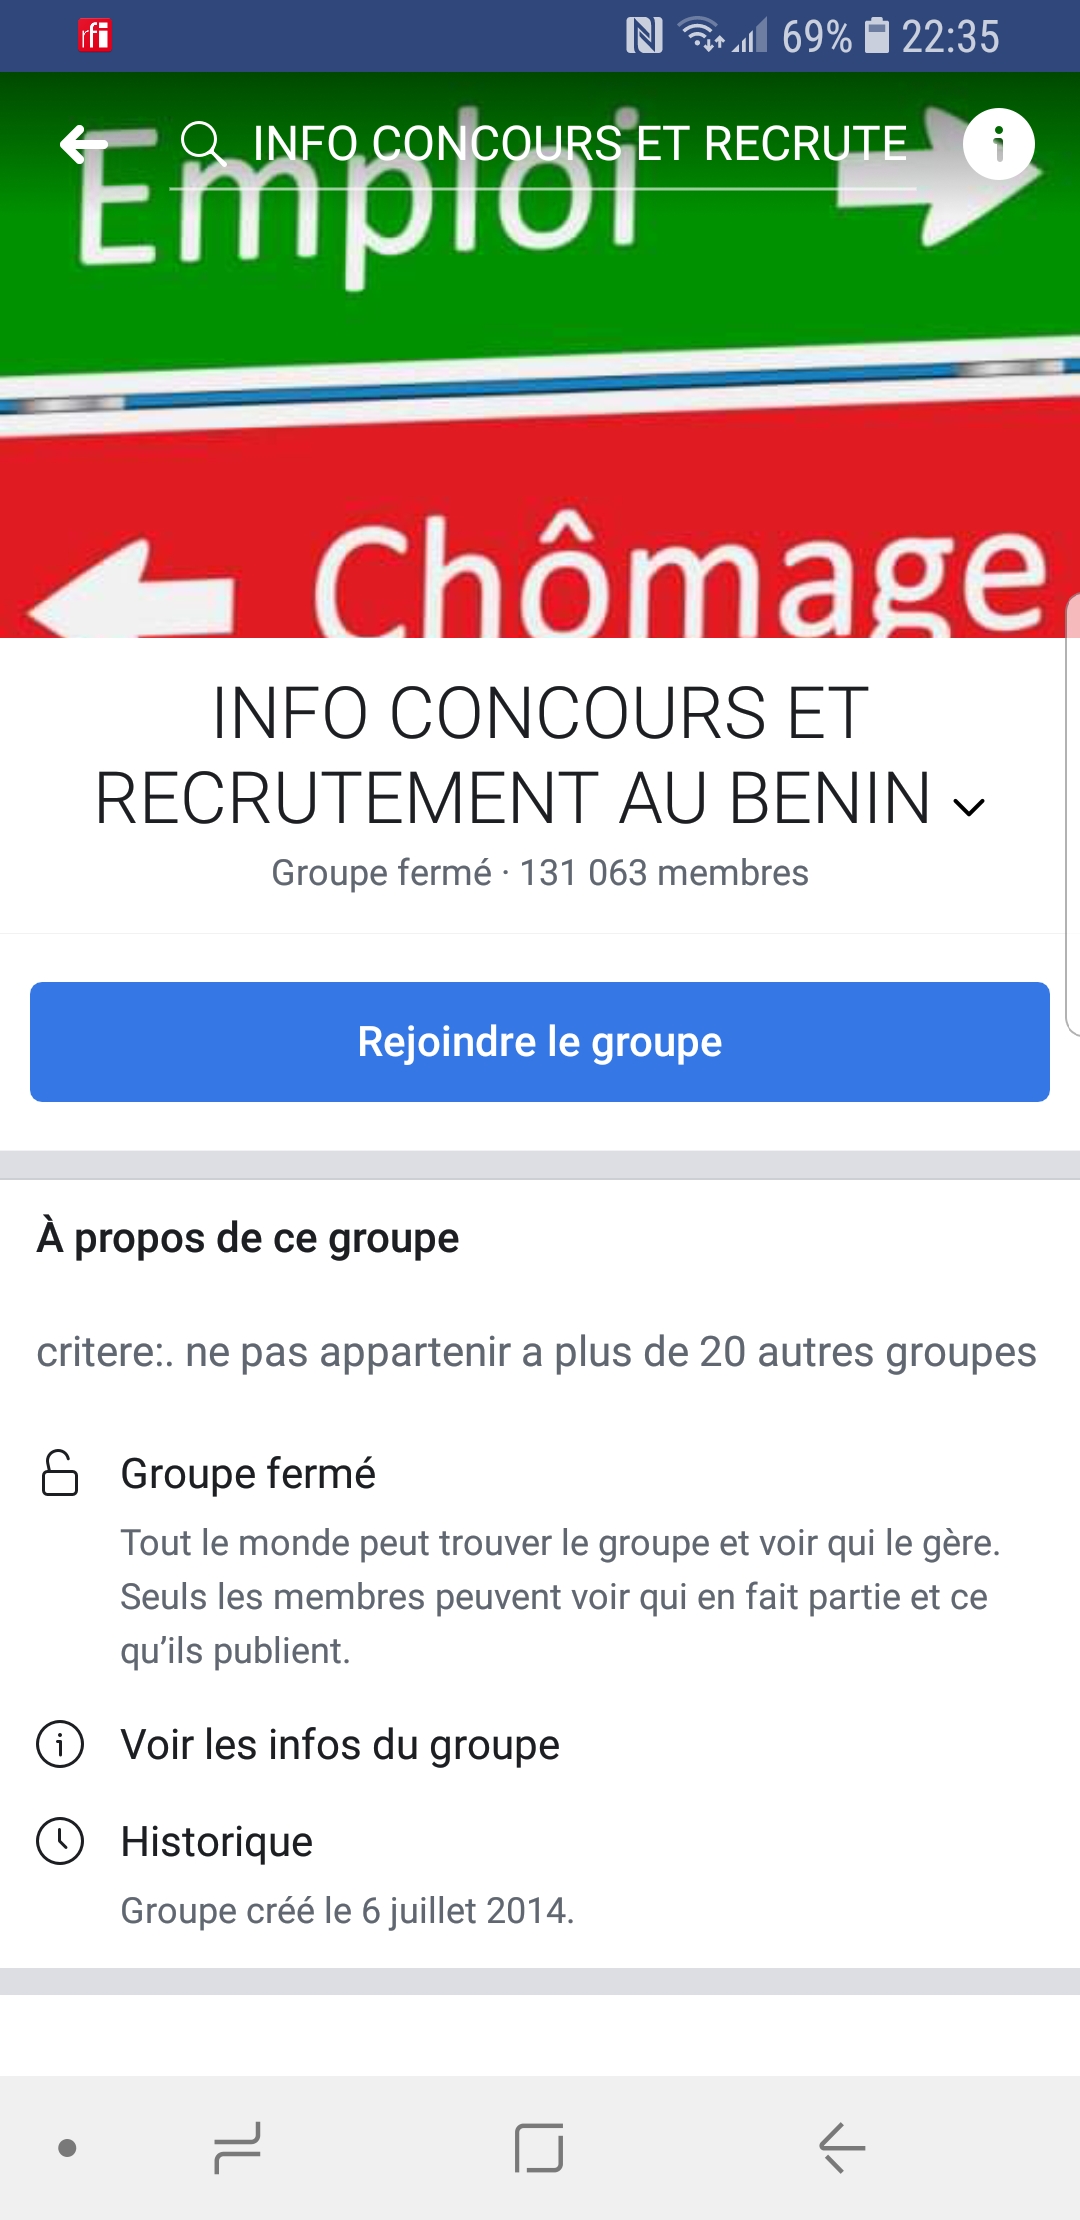 rfi
69% 22:35
INFO CONCOURS ET RECRUTE
Emploi
Chômage
INFO CONCOURS ET
RECRUTEMENT AU BENIN
Groupe fermé · 131 063 membres
Rejoindre le groupe
À propos de ce groupe
critere:. ne pas appartenir a plus de 20 autres groupes
Groupe fermé
Tout le monde peut trouver le groupe et voir qui le gère.
Seuls les membres peuvent voir qui en fait partie et ce
qu’ils publient.
Voir les infos du groupe
Historique
Groupe créé le 6 juillet 2014.